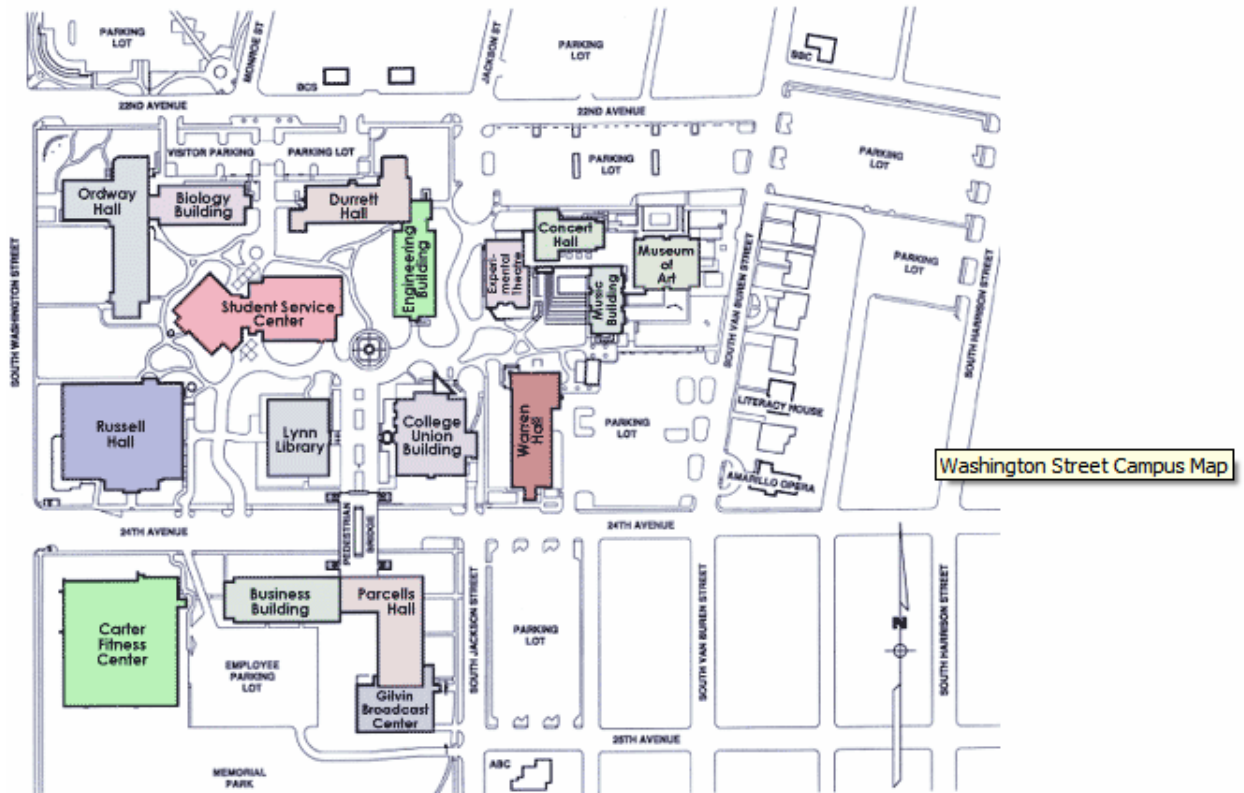 PARKING
LOT
MONROE ST
BCS
JACKSON ST
PARKING
LOT
SSC
22ND AVENUE
22ND AVENUE
VISITOR PARKING
PARKING LOT
PARKING
LOT
PARKING
LOT
Ordway
Hall
Biology
Building
Durrett
Hall
Engineering
Building
Concert
Hall
Experi-
mental
Theatre
Museum
of
Art
Music
Building
PARKING
LOT
SOUTH WASHINGTON STREET
Student Service
Center
SOUTH VAN BUREN STREET
SOUTH HARRISON STREET
Russell
Hall
Lynn
Library
College
Union
Building
Warren
Hall
PARKING
LOT
LITERACY HOUSE
AMARILLO OPERA
Washington Street Campus Map
24TH AVENUE
PEDESTRIAN
BRIDGE
24TH AVENUE
Carter
Fitness
Center
Business
Building
Parcells
Hall
EMPLOYEE
PARKING
LOT
Gilvin
Broadcast
Center
SOUTH JACKSON STREET
PARKING
LOT
SOUTH VAN BUREN STREET
N
SOUTH HARRISON STREET
25TH AVENUE
MEMORIAL
PARK
ABC